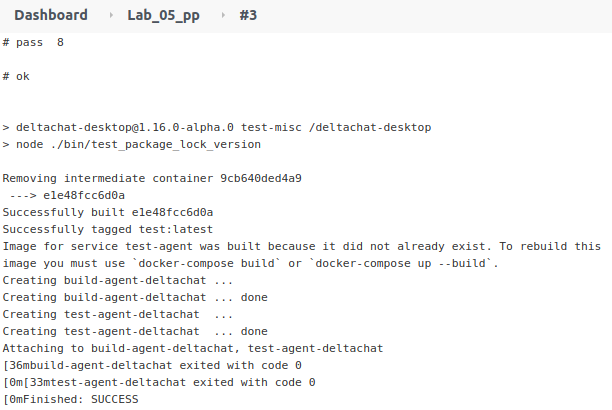 Dashboard › Lab_05_pp › #3
# pass  8
# ok
> deltachat-desktop@1.16.0-alpha.0 test-misc /deltachat-desktop
> node ./bin/test_package_lock_version
Removing intermediate container 9cb640ded4a9
 ---> e1e48fcc6d0a
Successfully built e1e48fcc6d0a
Successfully tagged test:latest
Image for service test-agent was built because it did not already exist. To rebuild this
image you must use `docker-compose build` or `docker-compose up --build`.
Creating build-agent-deltachat ...
Creating build-agent-deltachat ... done
Creating test-agent-deltachat  ...
Creating test-agent-deltachat  ... done
Attaching to build-agent-deltachat, test-agent-deltachat
[36mbuild-agent-deltachat exited with code 0
[0m[33mtest-agent-deltachat exited with code 0
[0mFinished: SUCCESS